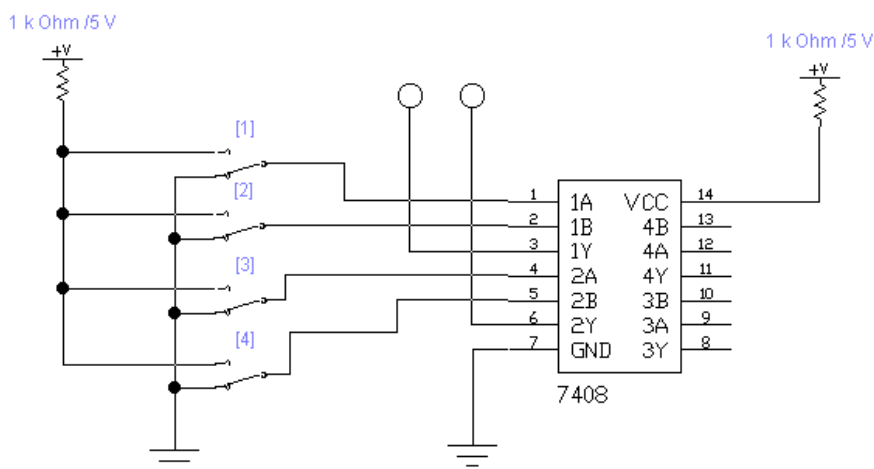 1 k Ohm /5 V
+V
1 k Ohm /5 V
+V
[1]
[2]
[3]
[4]
1 1A VCC 14
2 1B 4B 13
3 1Y 4A 12
4 2A 4Y 11
5 2B 3B 10
6 2Y 3A 9
7 GND 3Y 8
7408